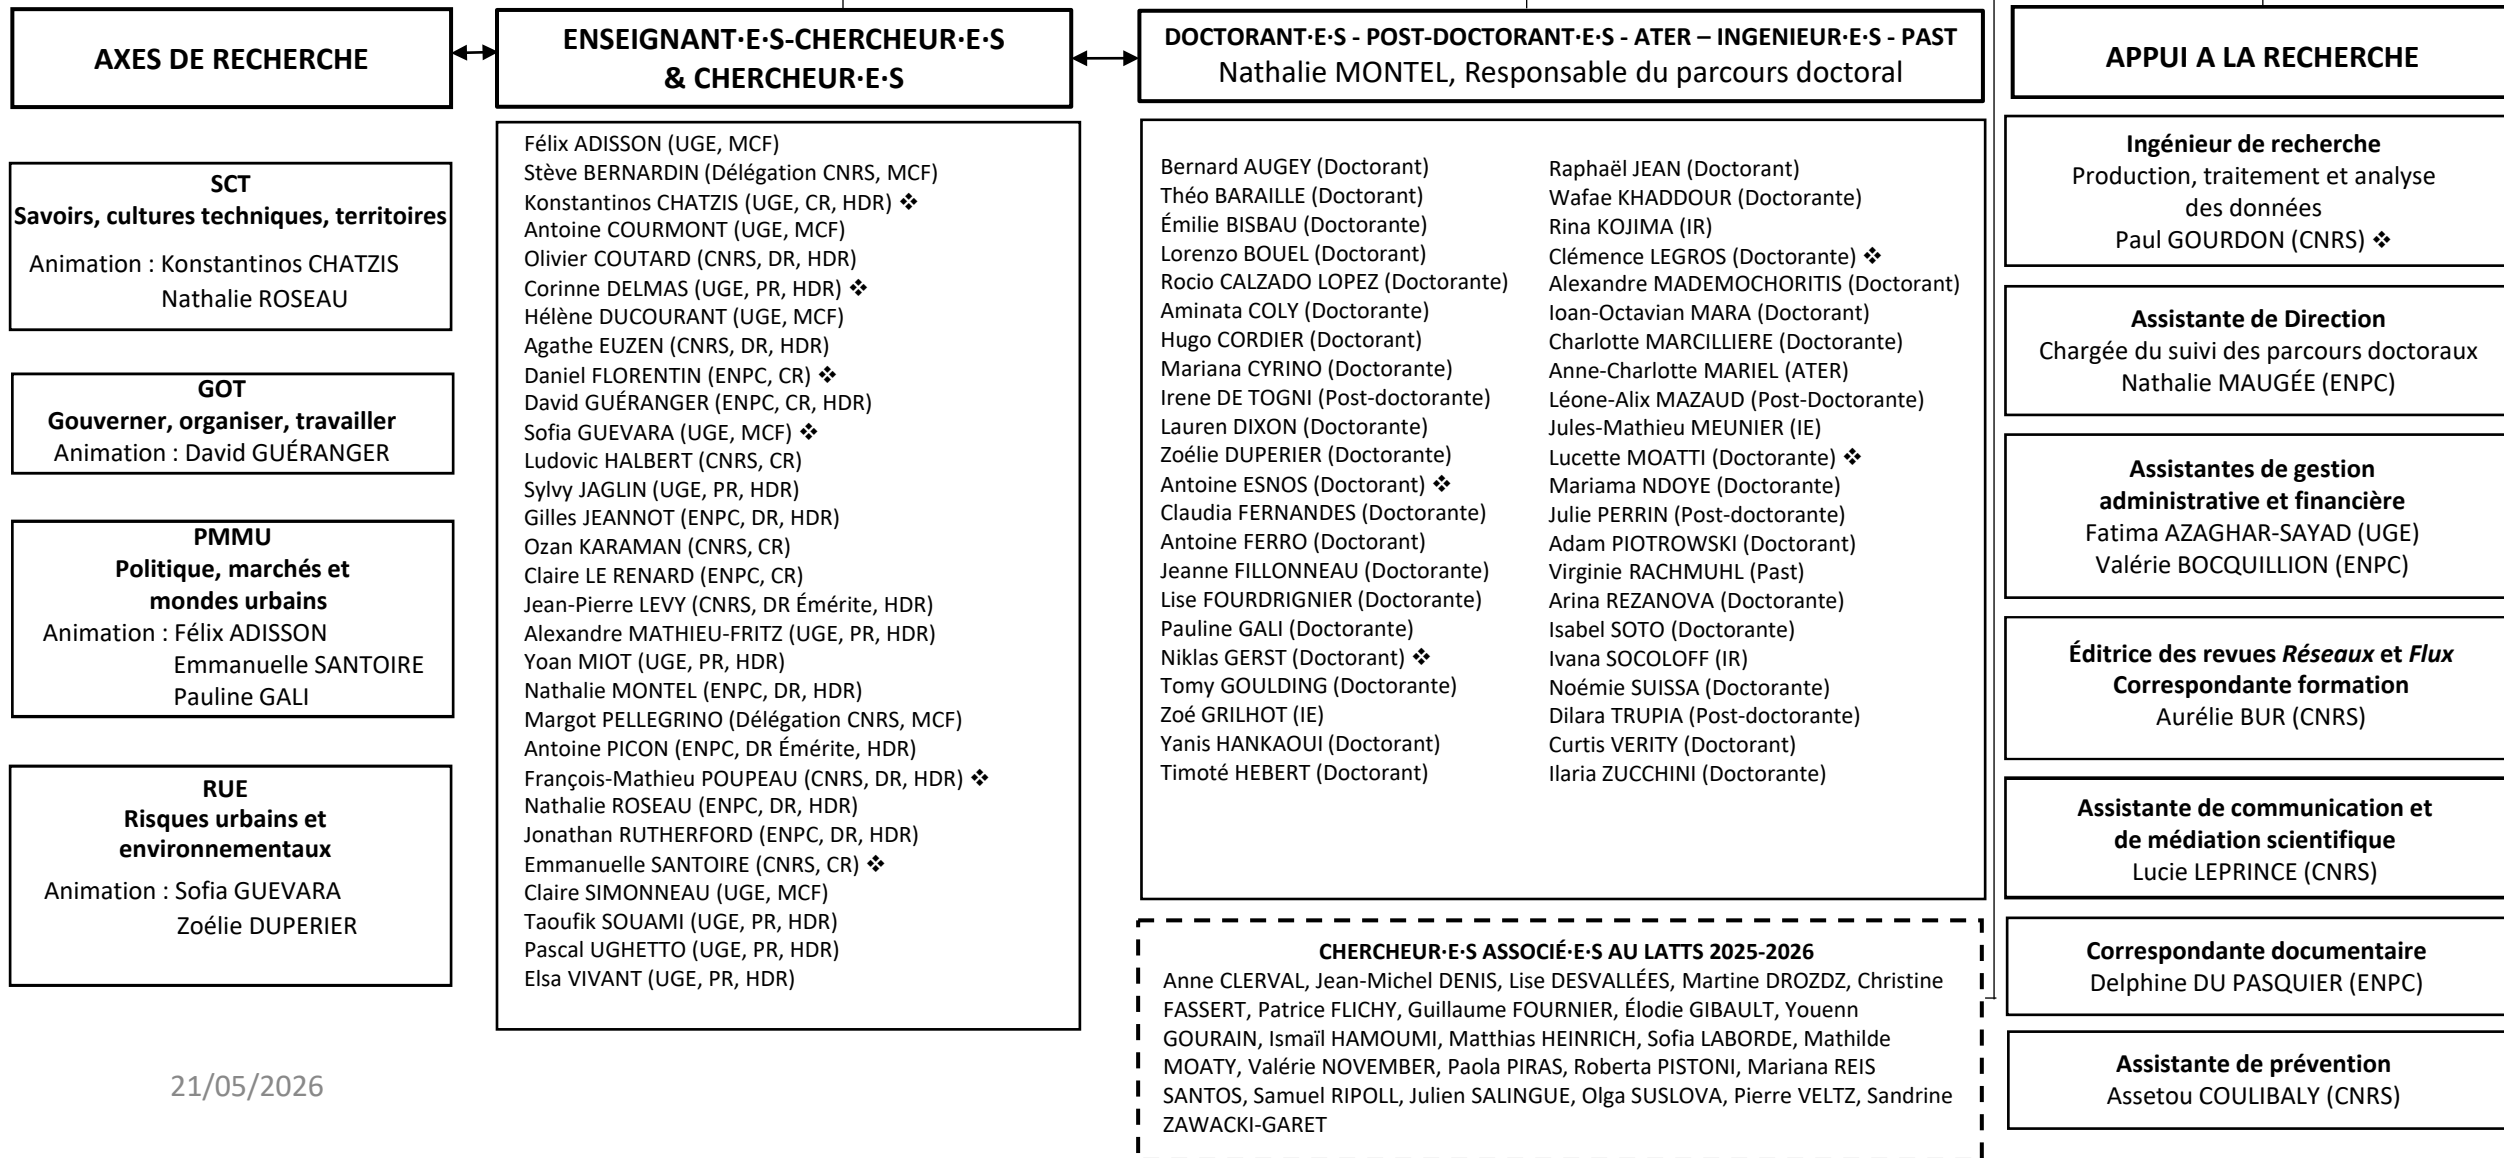 AXES DE RECHERCHE
SCT
Savoirs, cultures techniques, territoires
Animation : Konstantinos CHATZIS
Nathalie ROSEAU
GOT
Gouverner, organiser, travailler
Animation : David GUÉRANGER
PMMU
Politique, marchés et
mondes urbains
Animation : Félix ADISSON
Emmanuelle SANTOIRE
Pauline GALI
RUE
Risques urbains et
environnementaux
Animation : Sofia GUEVARA
Zoélie DUPERIER
21/05/2026
ENSEIGNANT·E·S-CHERCHEUR·E·S
& CHERCHEUR·E·S
Félix ADISSON (UGE, MCF)
Stève BERNARDIN (Délégation CNRS, MCF)
Konstantinos CHATZIS (UGE, CR, HDR) ❖
Antoine COURMONT (UGE, MCF)
Olivier COUTARD (CNRS, DR, HDR)
Corinne DELMAS (UGE, PR, HDR) ❖
Hélène DUCOURANT (UGE, MCF)
Agathe EUZEN (CNRS, DR, HDR)
Daniel FLORENTIN (ENPC, CR) ❖
David GUÉRANGER (ENPC, CR, HDR)
Sofia GUEVARA (UGE, MCF) ❖
Ludovic HALBERT (CNRS, CR)
Sylvy JAGLIN (UGE, PR, HDR)
Gilles JEANNOT (ENPC, DR, HDR)
Ozan KARAMAN (CNRS, CR)
Claire LE RENARD (ENPC, CR)
Jean-Pierre LEVY (CNRS, DR Émérite, HDR)
Alexandre MATHIEU-FRITZ (UGE, PR, HDR)
Yoan MIOT (UGE, PR, HDR)
Nathalie MONTEL (ENPC, DR, HDR)
Margot PELLEGRINO (Délégation CNRS, MCF)
Antoine PICON (ENPC, DR Émérite, HDR)
François-Mathieu POUPEAU (CNRS, DR, HDR) ❖
Nathalie ROSEAU (ENPC, DR, HDR)
Jonathan RUTHERFORD (ENPC, DR, HDR)
Emmanuelle SANTOIRE (CNRS, CR) ❖
Claire SIMONNEAU (UGE, MCF)
Taoufik SOUAMI (UGE, PR, HDR)
Pascal UGHETTO (UGE, PR, HDR)
Elsa VIVANT (UGE, PR, HDR)
DOCTORANT·E·S - POST-DOCTORANT·E·S - ATER – INGENIEUR·E·S - PAST
Nathalie MONTEL, Responsable du parcours doctoral
Bernard AUGEY (Doctorant)
Théo BARAILLE (Doctorant)
Émilie BISBAU (Doctorante)
Lorenzo BOUEL (Doctorant)
Rocio CALZADO LOPEZ (Doctorante)
Aminata COLY (Doctorante)
Hugo CORDIER (Doctorant)
Mariana CYRINO (Doctorante)
Irene DE TOGNI (Post-doctorante)
Lauren DIXON (Doctorante)
Zoélie DUPERIER (Doctorante)
Antoine ESNOS (Doctorant) ❖
Claudia FERNANDES (Doctorante)
Antoine FERRO (Doctorant)
Jeanne FILLONNEAU (Doctorante)
Lise FOURDRIGNIER (Doctorante)
Pauline GALI (Doctorante)
Niklas GERST (Doctorant) ❖
Tomy GOULDING (Doctorante)
Zoé GRILHOT (IE)
Yanis HANKAOUI (Doctorant)
Timoté HEBERT (Doctorant)
Raphaël JEAN (Doctorant)
Wafae KHADDOUR (Doctorante)
Rina KOJIMA (IR)
Clémence LEGROS (Doctorante) ❖
Alexandre MADEMOCHORITIS (Doctorant)
Ioan-Octavian MARA (Doctorant)
Charlotte MARCILLIERE (Doctorante)
Anne-Charlotte MARIEL (ATER)
Léone-Alix MAZAUD (Post-Doctorante)
Jules-Mathieu MEUNIER (IE)
Lucette MOATTI (Doctorante) ❖
Mariama NDOYE (Doctorante)
Julie PERRIN (Post-doctorante)
Adam PIOTROWSKI (Doctorant)
Virginie RACHMUHL (Past)
Arina REZANOVA (Doctorante)
Isabel SOTO (Doctorante)
Ivana SOCOLOFF (IR)
Noémie SUISSA (Doctorante)
Dilara TRUPIA (Post-doctorante)
Curtis VERITY (Doctorant)
Ilaria ZUCCHINI (Doctorante)
CHERCHEUR·E·S ASSOCIÉ·E·S AU LATTS 2025-2026
Anne CLERVAL, Jean-Michel DENIS, Lise DESVALLÉES, Martine DROZDZ, Christine
FASSERT, Patrice FLICHY, Guillaume FOURNIER, Élodie GIBAULT, Youenn
GOURAIN, Ismaïl HAMOUMI, Matthias HEINRICH, Sofia LABORDE, Mathilde
MOATY, Valérie NOVEMBER, Paola PIRAS, Roberta PISTONI, Mariana REIS
SANTOS, Samuel RIPOLL, Julien SALINGUE, Olga SUSLOVA, Pierre VELTZ, Sandrine
ZAWACKI-GARET
APPUI A LA RECHERCHE
Ingénieur de recherche
Production, traitement et analyse
des données
Paul GOURDON (CNRS) ❖
Assistante de Direction
Chargée du suivi des parcours doctoraux
Nathalie MAUGÉE (ENPC)
Assistantes de gestion
administrative et financière
Fatima AZAGHAR-SAYAD (UGE)
Valérie BOCQUILLION (ENPC)
Éditrice des revues Réseaux et Flux
Correspondante formation
Aurélie BUR (CNRS)
Assistante de communication et
de médiation scientifique
Lucie LEPRINCE (CNRS)
Correspondante documentaire
Delphine DU PASQUIER (ENPC)
Assistante de prévention
Assetou COULIBALY (CNRS)